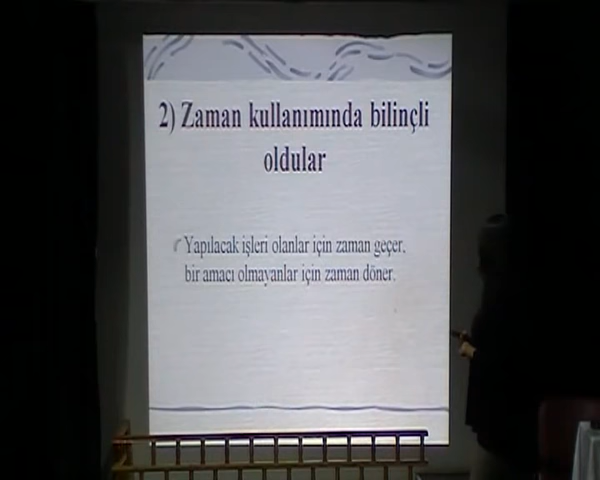 2) Zaman kullanımında bilinçli
oldular
Yapılacak işleri olanlar için zaman geçer,
bir amacı olmayanlar için zaman döner.